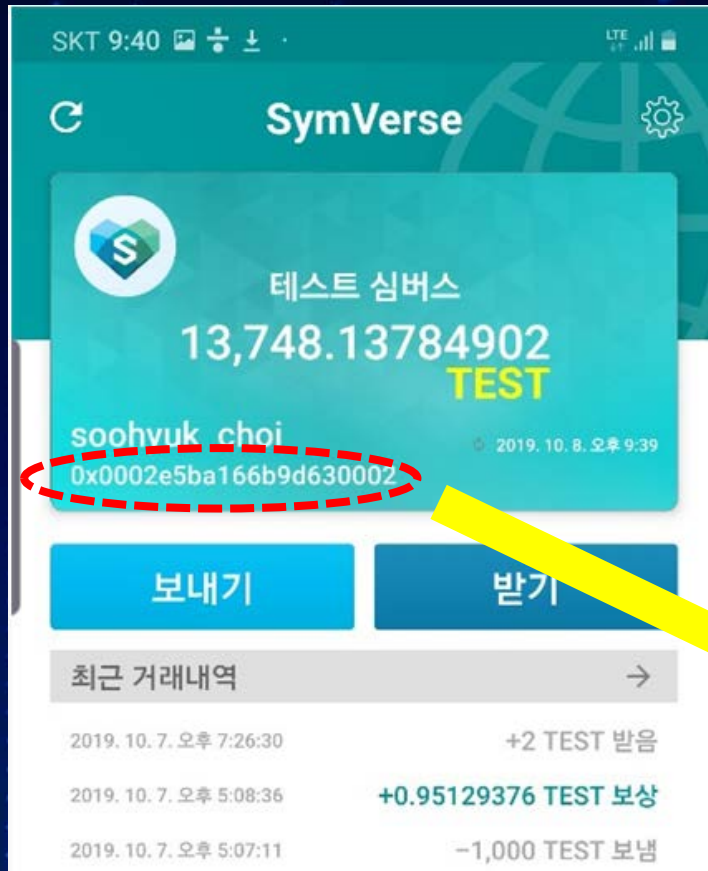 SKT 9:40 LTE
SymVerse
S
테스트 심버스
13,748.13784902
TEST
soohyuk choi
2019. 10. 8. 오후 9:39
0x0002e5ba166b9d630002
보내기 받기
최근 거래내역
2019. 10. 7. 오후 7:26:30 +2 TEST 받음
2019. 10. 7. 오후 5:08:36 +0.95129376 TEST 보상
2019. 10. 7. 오후 5:07:11 -1,000 TEST 보냄